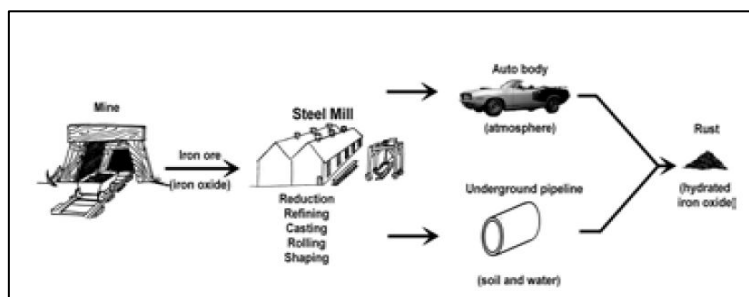 Mine
Iron ore
(iron oxide)
Steel Mill
Reduction
Refining
Casting
Rolling
Shaping
Auto body
(atmosphere)
Underground pipeline
(soil and water)
Rust
(hydrated
iron oxide]